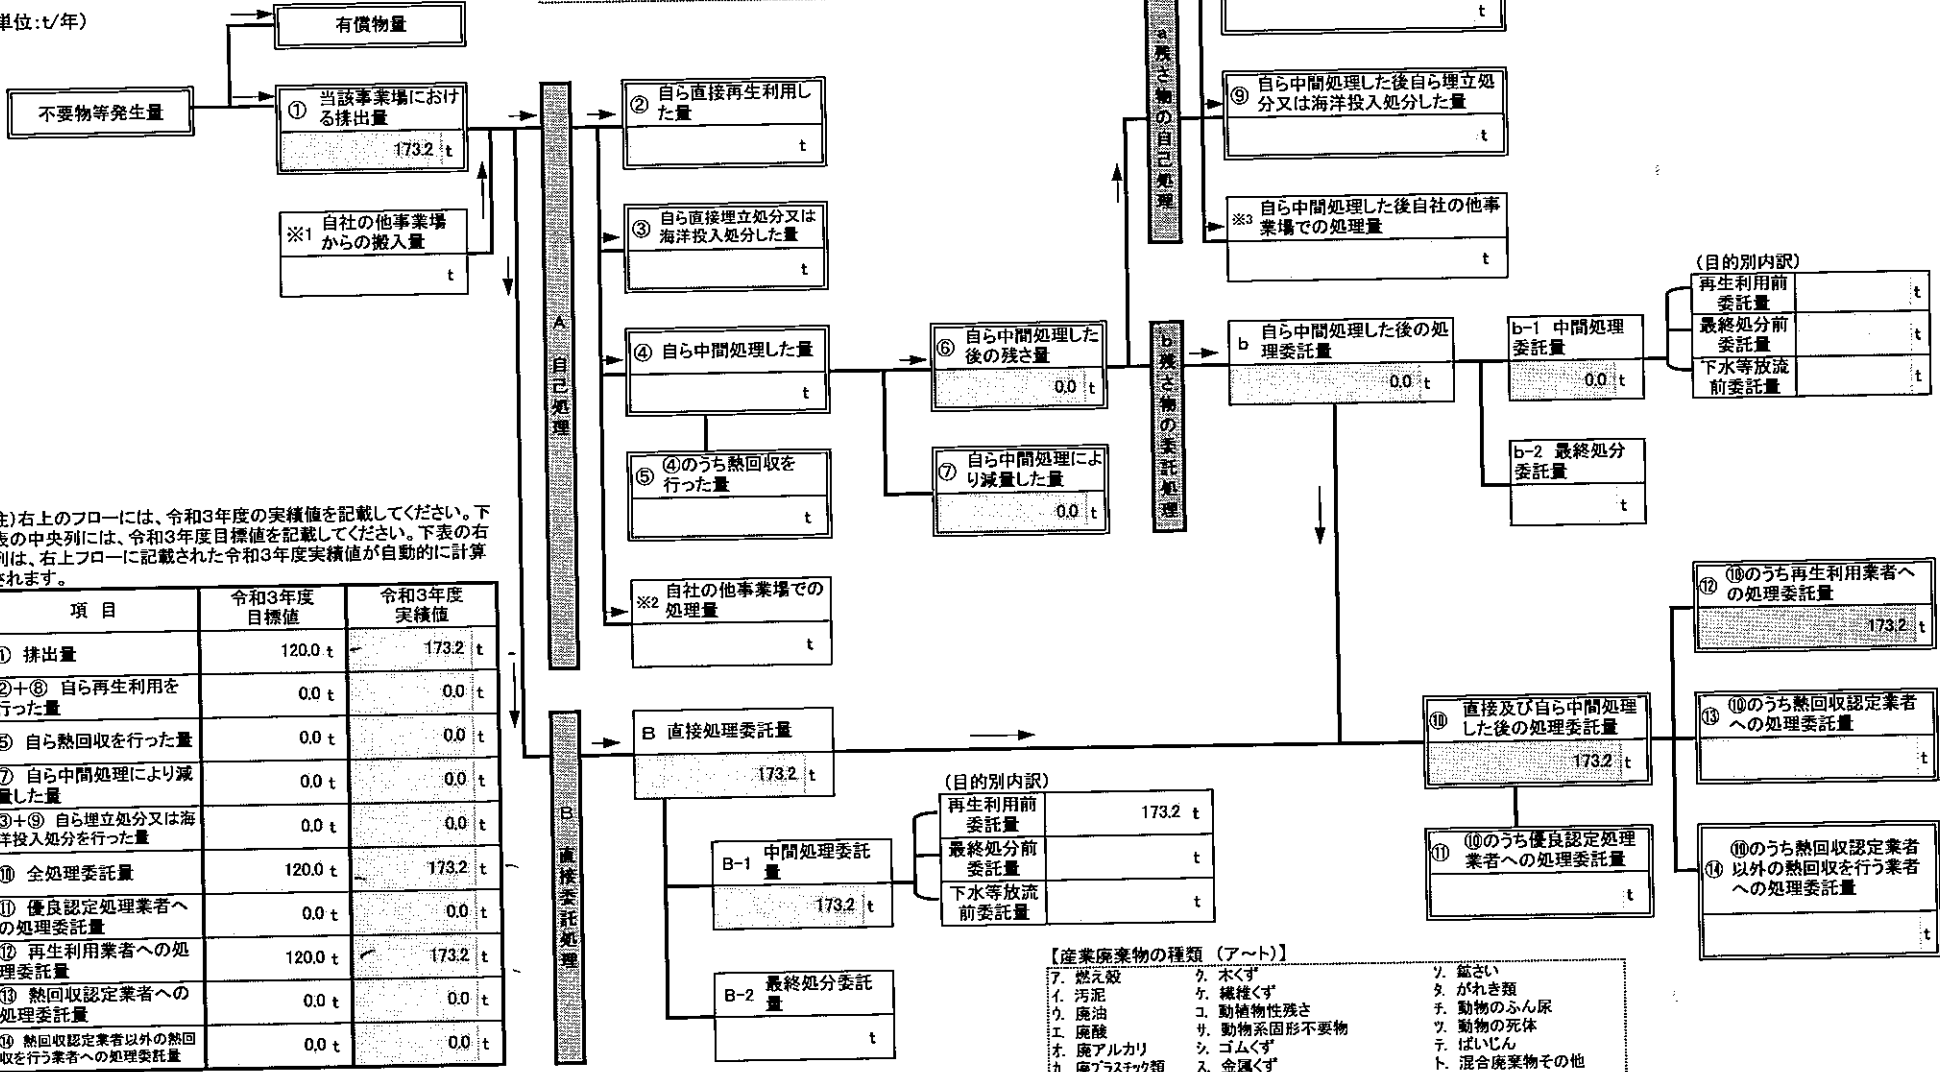 単位:t/年)
有償物量
不要物等発生量
① 当該事業場におけ
る排出量
173.2 t
※1 自社の他事業場
からの搬入量
t
A 自己処理
② 自ら直接再生利用し
た量
t
③ 自ら直接埋立処分又は
海洋投入処分した量
t
④ 自ら中間処理した量
t
⑤ ④のうち熱回収を
行った量
t
※2 自社の他事業場での
処理量
t
⑥ 自ら中間処理した
後の残さ量
0.0 t
⑦ 自ら中間処理によ
り減量した量
0.0 t
a 残さ物の自己処理
t
⑨ 自ら中間処理した後自ら埋立処
分又は海洋投入処分した量
t
※3 自ら中間処理した後自社の他事
業場での処理量
t
b 残さ物の委託処理
b 自ら中間処理した後の処
理委託量
0.0 t
b-1 中間処理
委託量
0.0 t
(目的別内訳)
再生利用前
委託量 t
最終処分前
委託量 t
下水等放流
前委託量 t
b-2 最終処分
委託量
t
注)右上のフローには、令和3年度の実績値を記載してください。下
表の中央列には、令和3年度目標値を記載してください。下表の右
列は、右上フローに記載された令和3年度実績値が自動的に計算
されます。
項 目 令和3年度
目標値 令和3年度
実績値
① 排出量 120.0 t 173.2 t
②+⑧ 自ら再生利用を
行った量 0.0 t 0.0 t
⑤ 自ら熱回収を行った量 0.0 t 0.0 t
⑦ 自ら中間処理により減
量した量 0.0 t 0.0 t
③+⑨ 自ら埋立処分又は海
洋投入処分を行った量 0.0 t 0.0 t
⑩ 全処理委託量 120.0 t 173.2 t
⑪ 優良認定処理業者へ
の処理委託量 0.0 t 0.0 t
⑫ 再生利用業者への処
理委託量 120.0 t 173.2 t
⑬ 熱回収認定業者への
処理委託量 0.0 t 0.0 t
⑭ 熱回収認定業者以外の熱回
収を行う業者への処理委託量 0.0 t 0.0 t
B 直接委託処理
B 直接処理委託量
173.2 t
B-1 中間処理委託
量
173.2 t
(目的別内訳)
再生利用前
委託量 173.2 t
最終処分前
委託量 t
下水等放流
前委託量 t
B-2 最終処分委託
量
t
⑩ 直接及び自ら中間処理
した後の処理委託量
173.2 t
⑪ ⑩のうち優良認定処理
業者への処理委託量
t
⑫ ⑩のうち再生利用業者へ
の処理委託量
173.2 t
⑬ ⑩のうち熱回収認定業者
への処理委託量
t
⑭ ⑩のうち熱回収認定業者
以外の熱回収を行う業者
への処理委託量
t
【産業廃棄物の種類 (ア〜ト)】
ア. 燃え殻 ク. 木くず ソ. 鉱さい
イ. 汚泥 ケ. 繊維くず タ. がれき類
ウ. 廃油 コ. 動植物性残さ チ. 動物のふん尿
エ. 廃酸 サ. 動物系固形不要物 ツ. 動物の死体
オ. 廃アルカリ シ. ゴムくず テ. ばいじん
カ. 廃プラスチック類 ス. 金属くず ト. 混合廃棄物その他